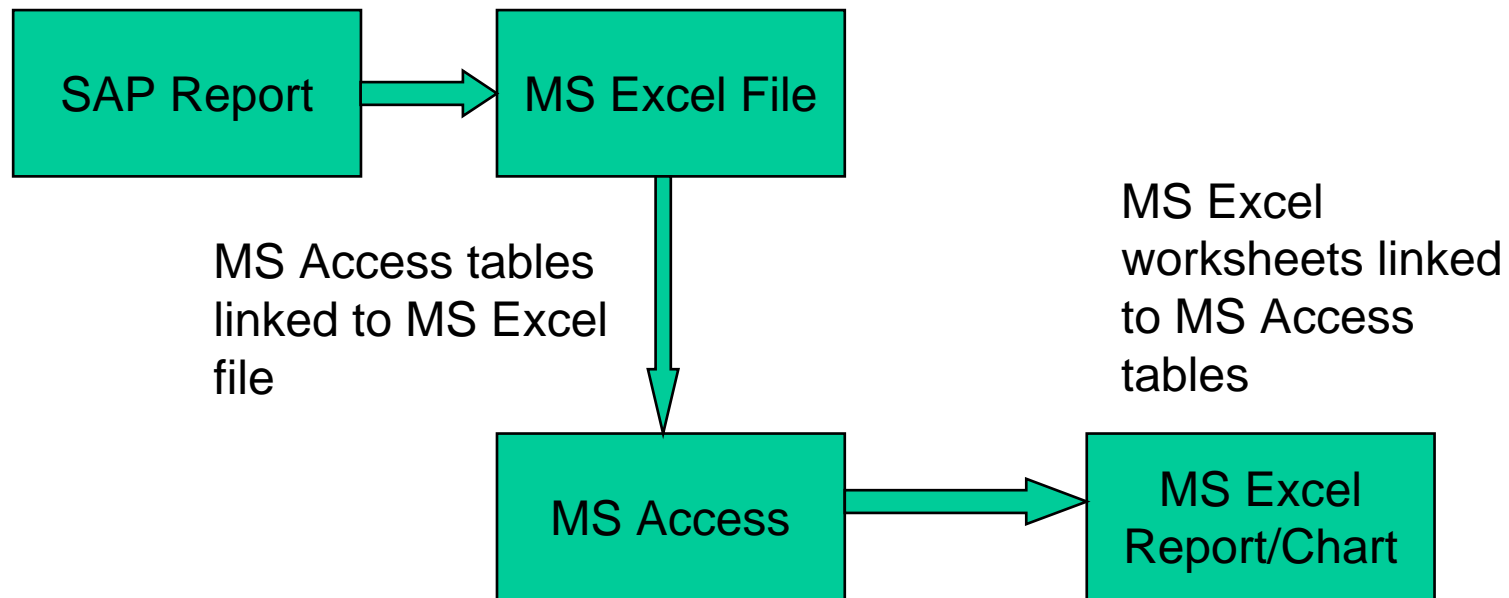 SAP Report
MS Excel File
MS Access tables
linked to MS Excel
file
MS Excel
worksheets linked
to MS Access
tables
MS Access
MS Excel
Report/Chart